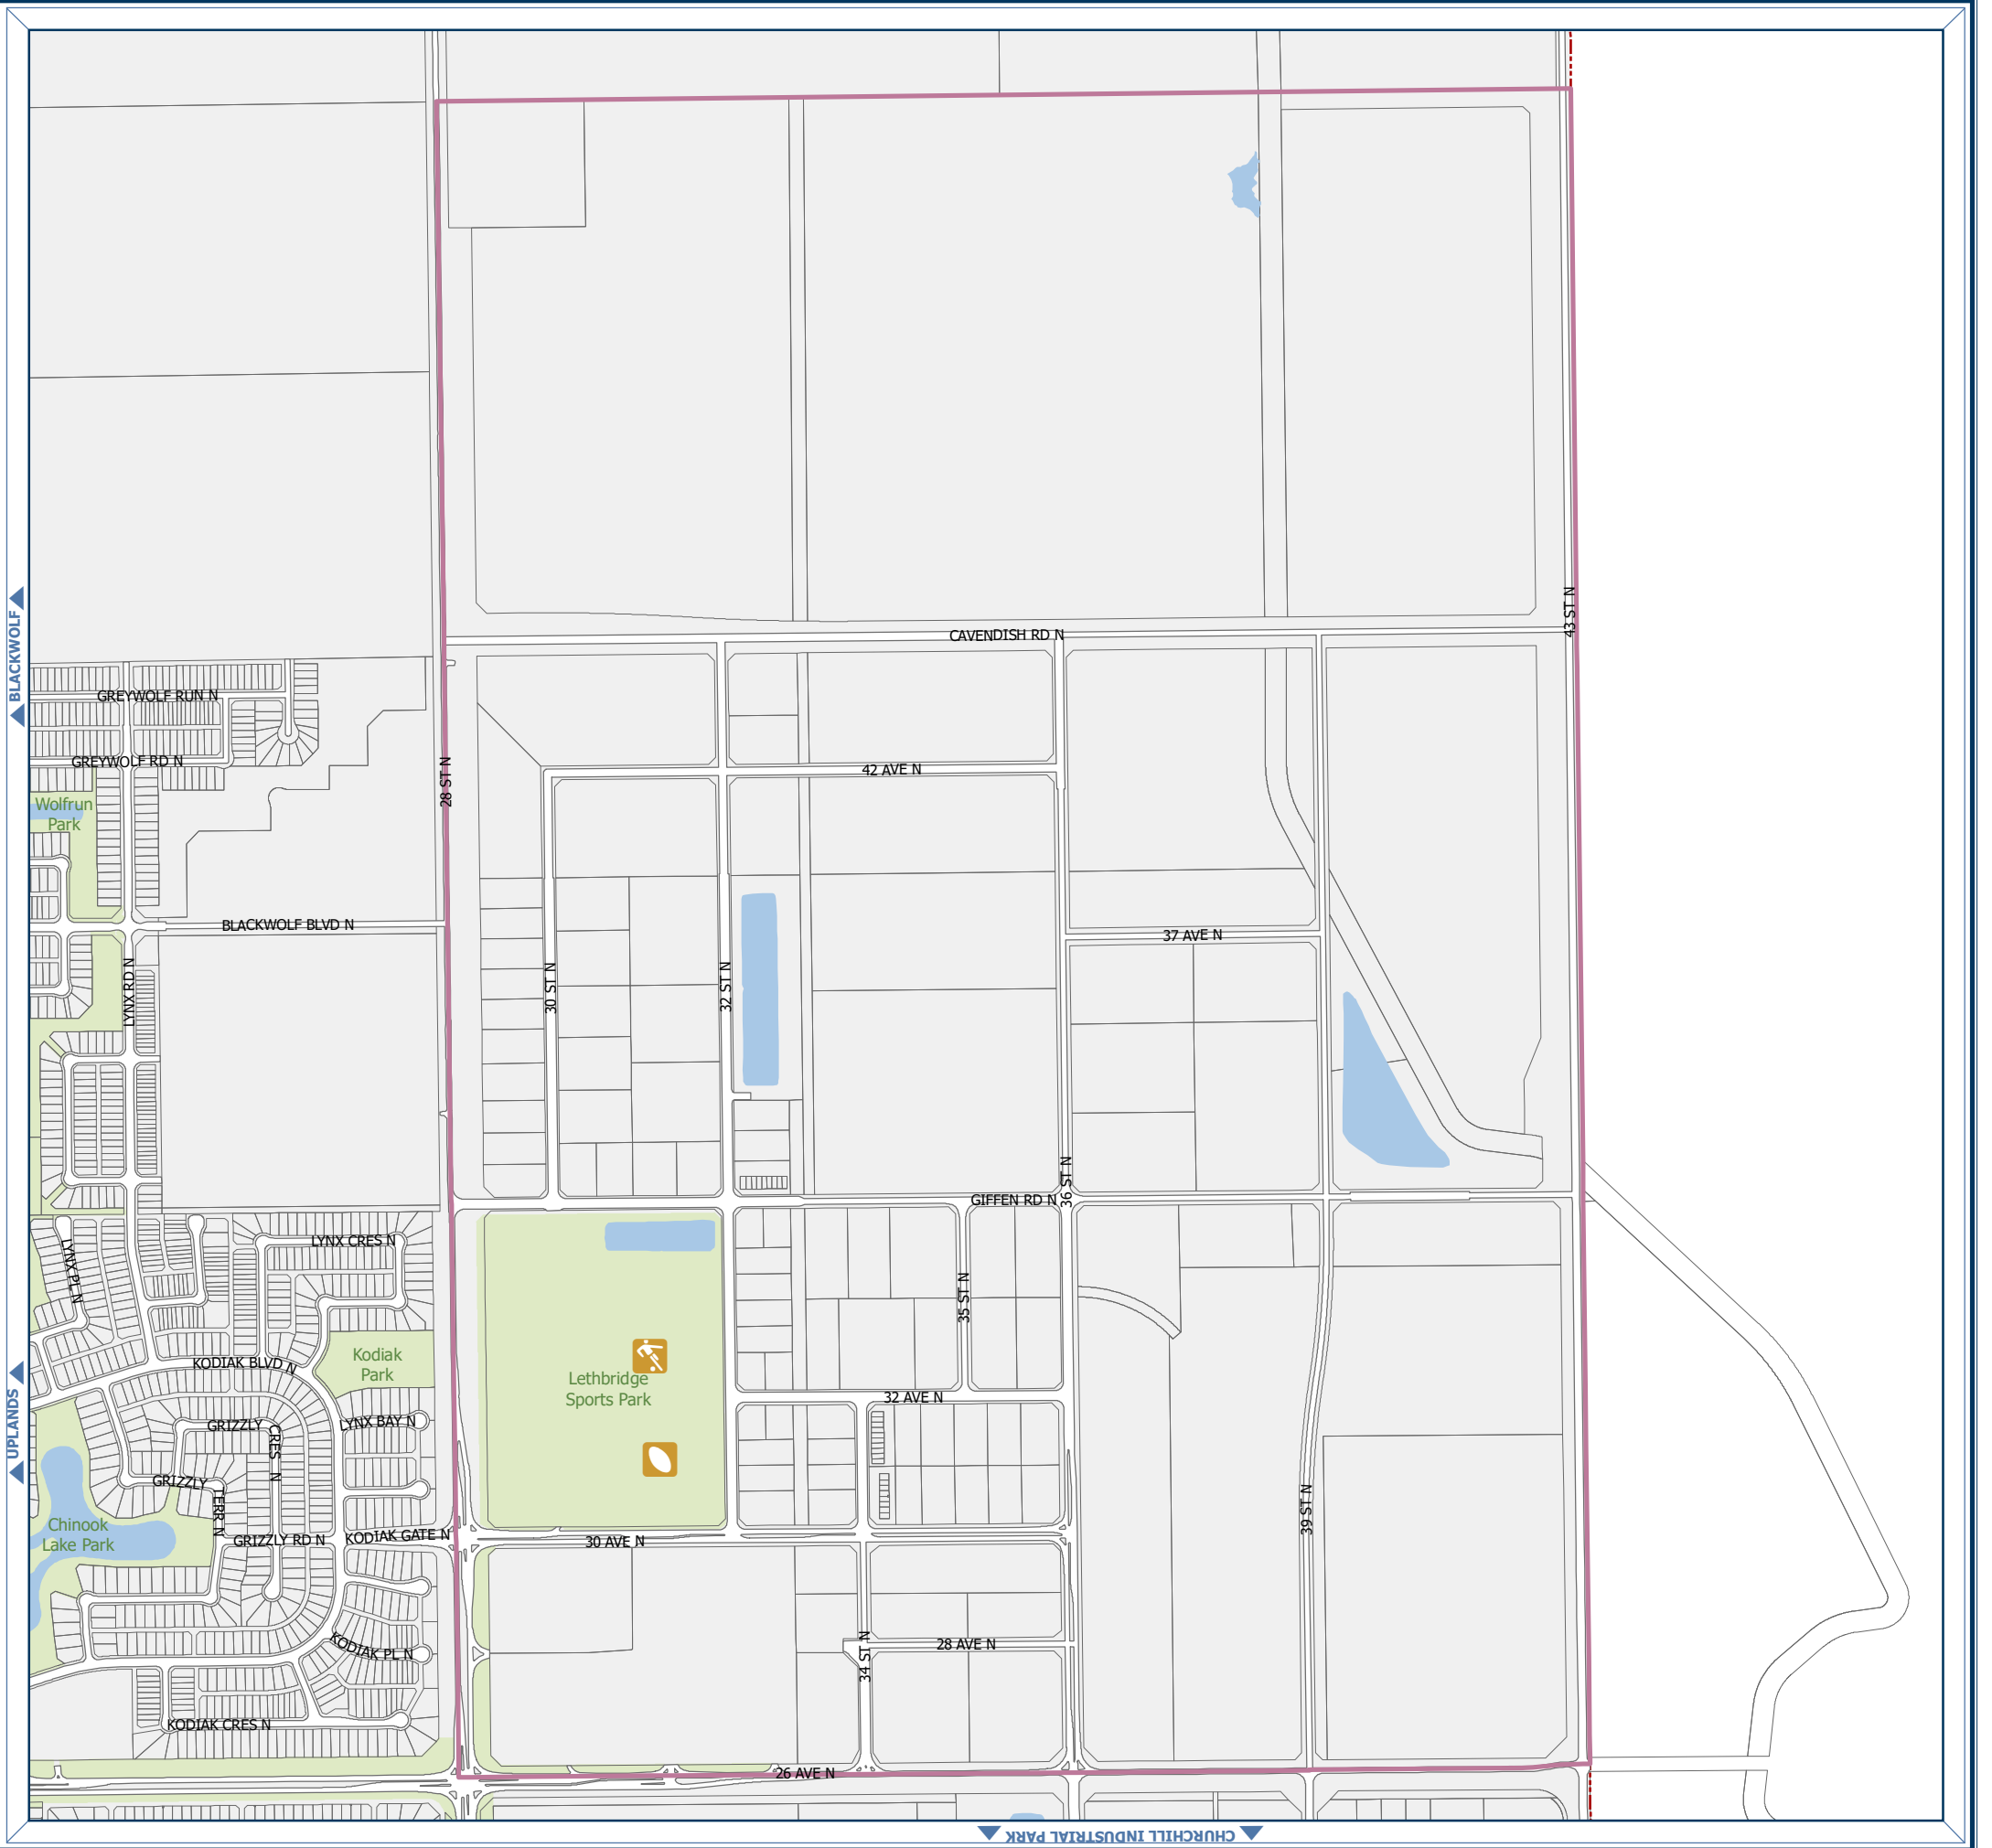 CAVENDISH RD N
43 ST N
BLACKWOLF
GREYWOLF RUN N
GREYWOLF RD N
42 AVE N
28 ST N
Wolfrun
Park
BLACKWOLF BLVD N
37 AVE N
LYNX RD N
30 ST N
32 ST N
36 ST N
GIFFEN RD N
LYNX CRES N
LYNX PL N
35 ST N
KODIAK BLVD N
Kodiak
Park
Lethbridge
Sports Park
32 AVE N
UPLANDS
LYNX BAY N
GRIZZLY CRES N
GRIZZLY TERR N
39 ST N
Chinook
Lake Park
GRIZZLY RD N
KODIAK GATE N
30 AVE N
KODIAK PL N
34 ST N
28 AVE N
KODIAK CRES N
26 AVE N
CHURCHILL INDUSTRIAL PARK